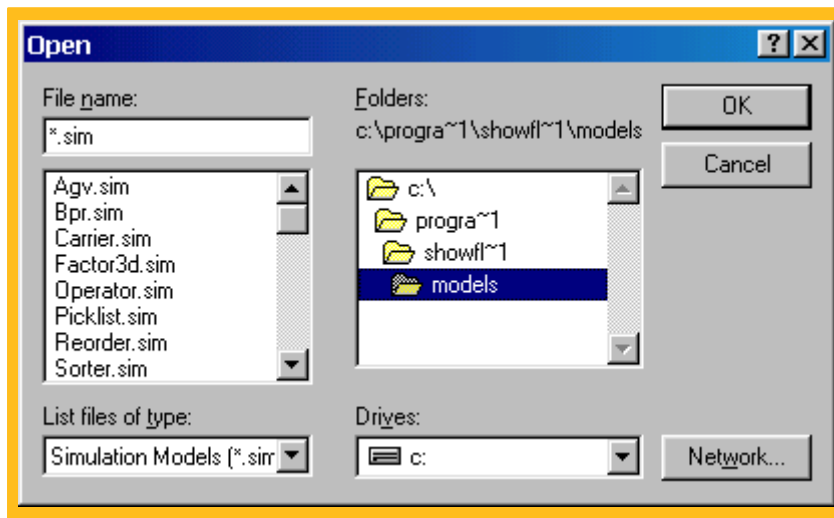 Open
File name:
*.sim
Agv.sim
Bpr.sim
Carrier.sim
Factor3d.sim
Operator.sim
Picklist.sim
Reorder.sim
Sorter.sim
List files of type:
Simulation Models (*.sim
Folders:
c:\progra~1\showfl~1\models
c:\
progra~1
showfl~1
models
Drives:
c:
OK
Cancel
Network...